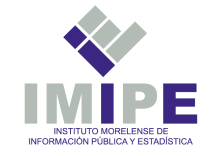 IMIPE
INSTITUTO MORELENSE DE
INFORMACIÓN PÚBLICA Y ESTADÍSTICA